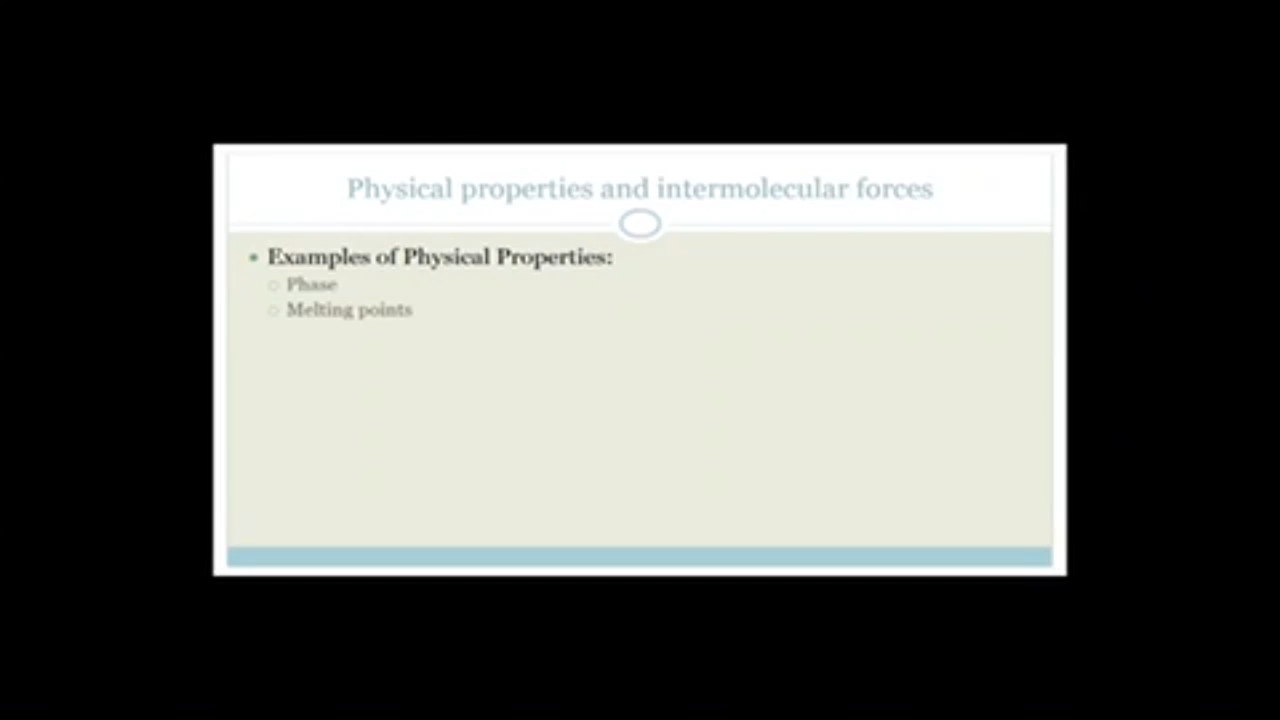 Physical properties and intermolecular forces
Examples of Physical Properties:
Phase
Melting points